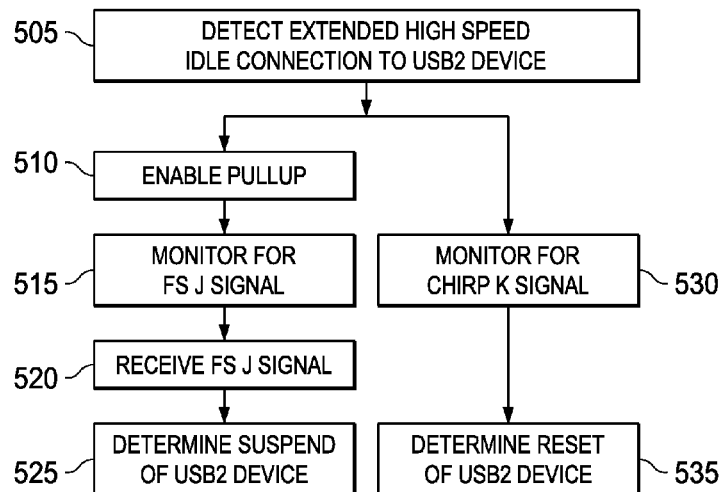 505
DETECT EXTENDED HIGH SPEED
IDLE CONNECTION TO USB2 DEVICE
510
ENABLE PULLUP
515
MONITOR FOR
FS J SIGNAL
MONITOR FOR
CHIRP K SIGNAL
530
520
RECEIVE FS J SIGNAL
525
DETERMINE SUSPEND
OF USB2 DEVICE
DETERMINE RESET
OF USB2 DEVICE
535